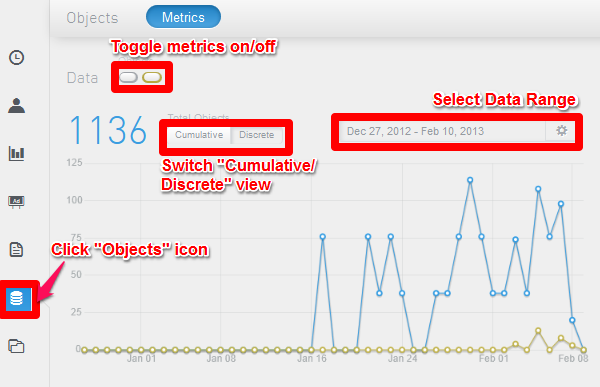 Objects Metrics
Toggle metrics on/off
Data
Select Data Range
1136
Total Objects
Cumulative Discrete
Dec 27, 2012 - Feb 10, 2013
Switch "Cumulative/
Discrete" view
125
100
75
Click "Objects" icon
50
25
0
Jan 01 Jan 08 Jan 16 Jan 24 Feb 01 Feb 08